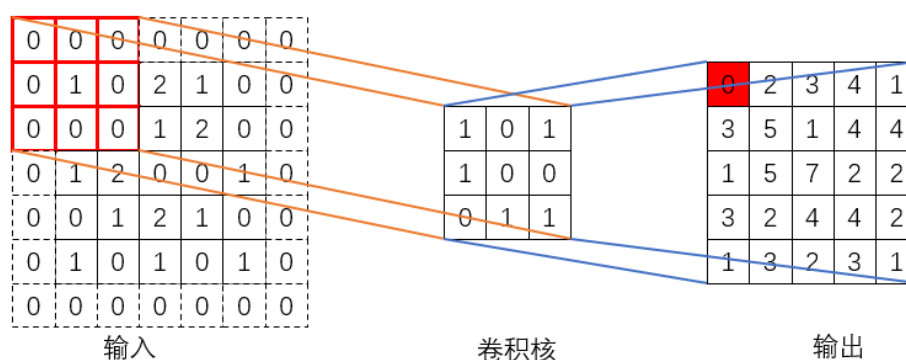 0 0 0 0 0 0 0
0 1 0 2 1 0 0
0 0 0 1 2 0 0
0 1 2 0 0 1 0
0 0 1 2 1 0 0
0 1 0 1 0 1 0
0 0 0 0 0 0 0
输入
1 0 1
1 0 0
0 1 1
卷积核
0 2 3 4 1
3 5 1 4 4
1 5 7 2 2
3 2 4 4 2
1 3 2 3 1
输出